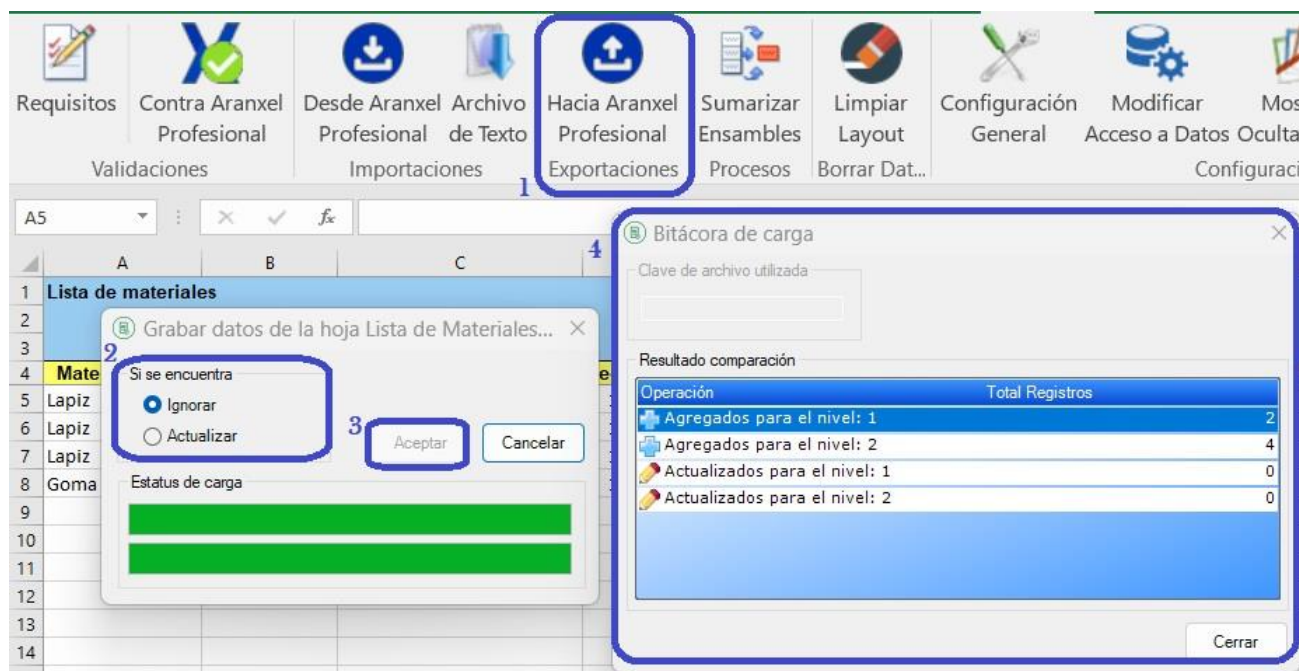 Requisitos
Contra Aranxel
Profesional
Validaciones
Desde Aranxel
Profesional
Archivo
de Texto
Importaciones
Hacia Aranxel
Profesional
Exportaciones
1
Sumarizar
Ensambles
Procesos
Limpiar
Layout
Borrar Dat...
Configuración
General
Modificar
Acceso a Datos
Mos
Oculta
Configuraci
A5
fx
A B C
1 Lista de materiales
2
3
4 Mate
5 Lapiz
6 Lapiz
7 Lapiz
8 Goma
9
10
11
12
13
14
Grabar datos de la hoja Lista de Materiales...
2
Si se encuentra
Ignorar
Actualizar
3
Aceptar
Cancelar
Estatus de carga
4
Bitácora de carga
Clave de archivo utilizada
Resultado comparación
Operación Total Registros
Agregados para el nivel: 1 2
Agregados para el nivel: 2 4
Actualizados para el nivel: 1 0
Actualizados para el nivel: 2 0
Cerrar